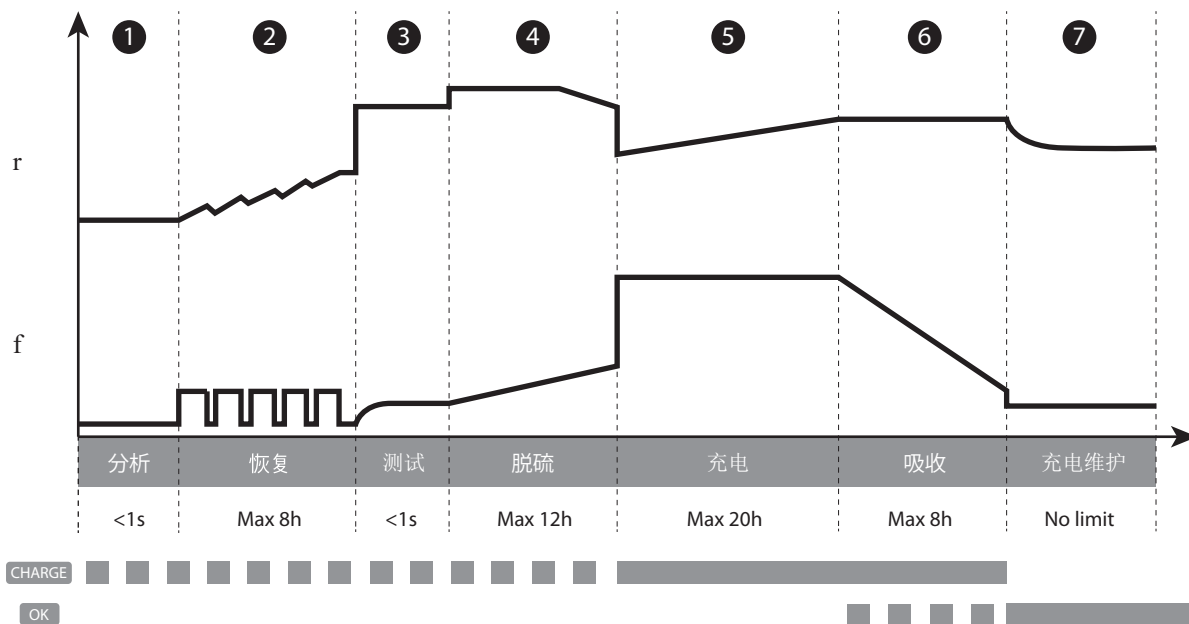 1 2 3 4 5 6 7
r
f
分析 恢复 测试 脱硫 充电 吸收 充电维护
<1s Max 8h <1s Max 12h Max 20h Max 8h No limit
CHARGE
OK